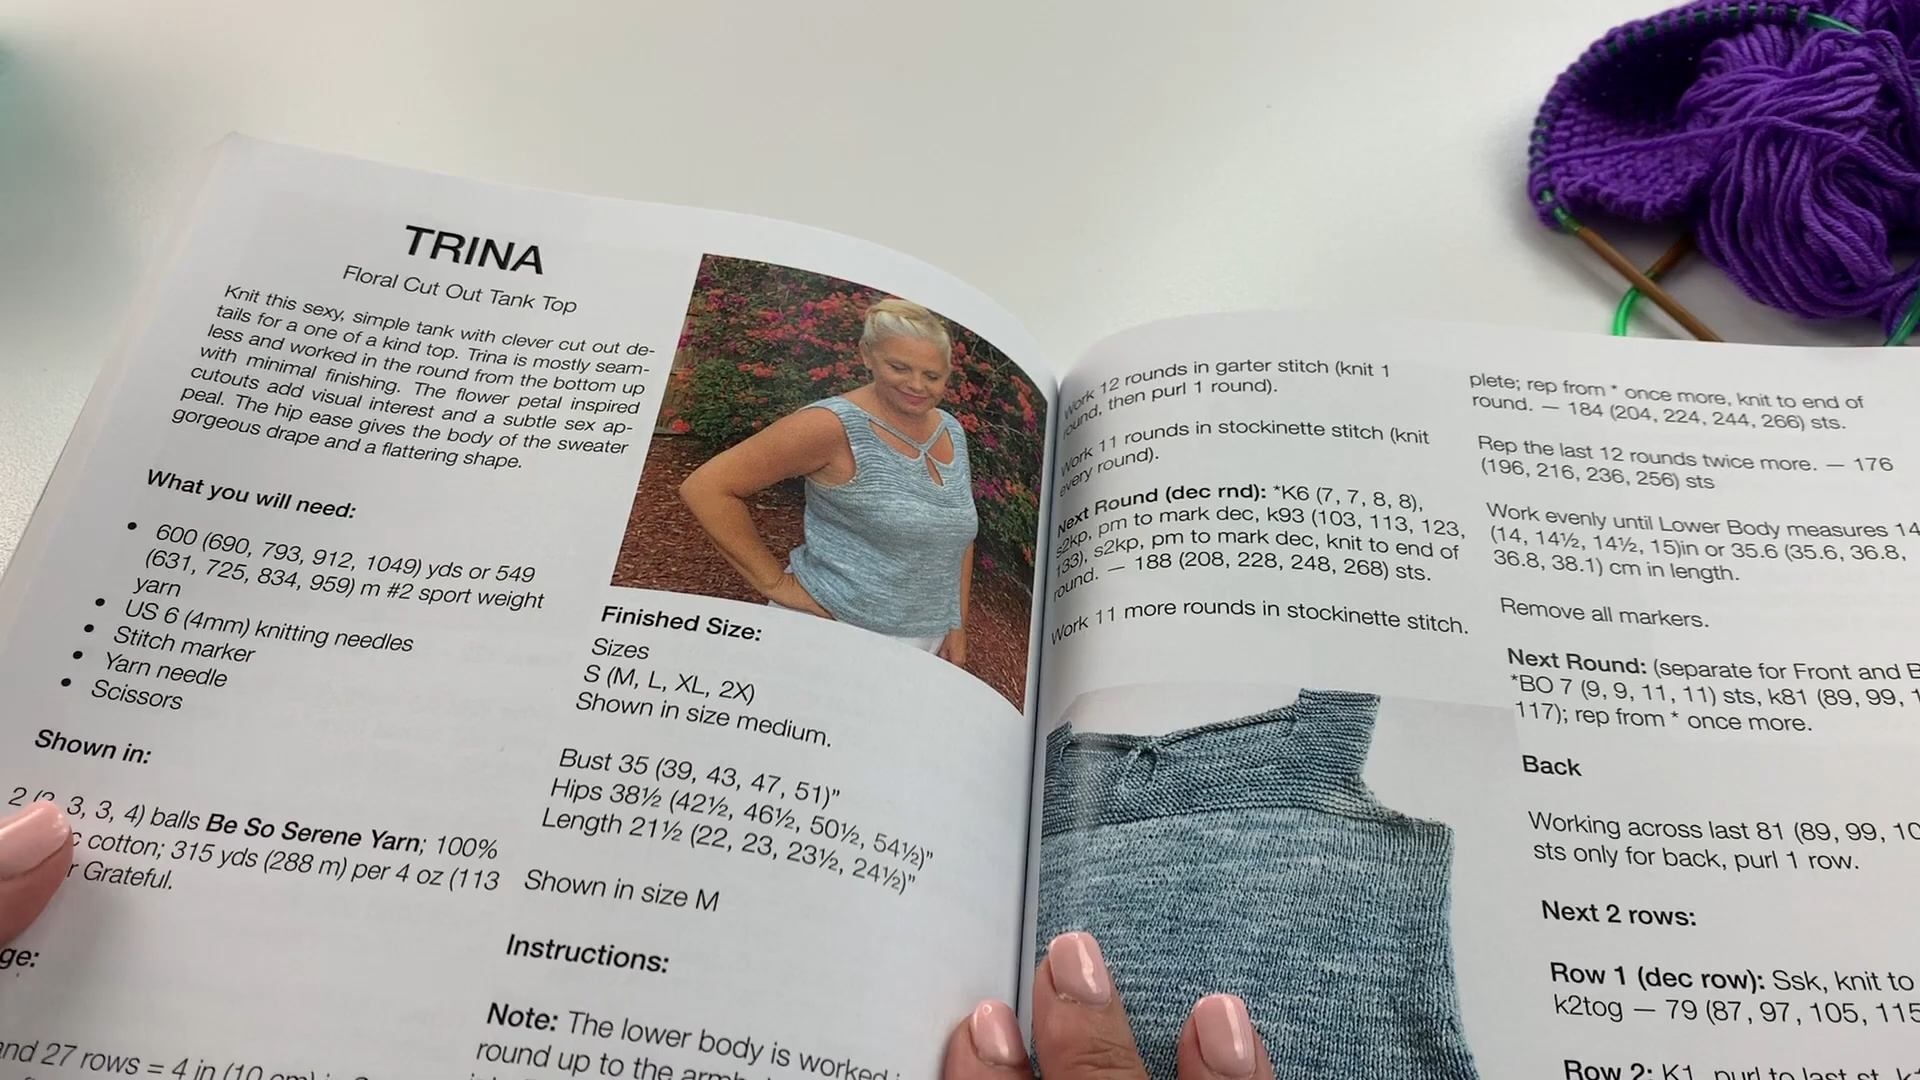 TRINA
Floral Cut Out Tank Top
Knit this sexy, simple tank with clever cut out de-
tails for a one of a kind top. Trina is mostly seam-
less and worked in the round from the bottom up
with minimal finishing. The flower petal inspired
cutouts add visual interest and a subtle sex ap-
peal. The hip ease gives the body of the sweater
gorgeous drape and a flattering shape.
What you will need:
• 600 (690, 793, 912, 1049) yds or 549
(631, 725, 834, 959) m #2 sport weight
yarn
• US 6 (4mm) knitting needles
• Stitch marker
• Yarn needle
• Scissors
Shown in:
2 (2, 3, 3, 4) balls Be So Serene Yarn; 100%
cotton; 315 yds (288 m) per 4 oz (113
Grateful.
and 27 rows = 4 in (10 cm)
Finished Size:
Sizes
S (M, L, XL, 2X)
Shown in size medium.
Bust 35 (39, 43, 47, 51)"
Hips 38½ (42½, 46½, 50½, 54½)"
Length 21½ (22, 23, 23½, 24½)"
Shown in size M
Instructions:
Note: The lower body is worked
round up to the
Work 12 rounds in garter stitch (knit 1
round, then purl 1 round).
Work 11 rounds in stockinette stitch (knit
every round).
Next Round (dec rnd): *K6 (7, 7, 8, 8),
s2kp, pm to mark dec, k93 (103, 113, 123,
133), s2kp, pm to mark dec, knit to end of
round. — 188 (208, 228, 248, 268) sts.
Work 11 more rounds in stockinette stitch.
plete; rep from * once more, knit to end of
round. — 184 (204, 224, 244, 266) sts.
Rep the last 12 rounds twice more. — 176
(196, 216, 236, 256) sts
Work evenly until Lower Body measures 14
(14, 14½, 14½, 15)in or 35.6 (35.6, 36.8,
36.8, 38.1) cm in length.
Remove all markers.
Next Round: (separate for Front and
*BO 7 (9, 9, 11, 11) sts, k81 (89, 99,
117); rep from * once more.
Back
Working across last 81 (89, 99,
sts only for back, purl 1 row.
Next 2 rows:
Row 1 (dec row): Ssk, knit to
k2tog — 79 (87, 97, 105, 115
Row 2: K1, purl to last st,